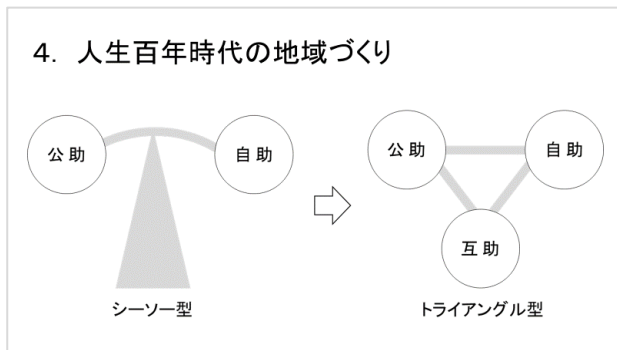 4. 人生百年時代の地域づくり
公助
自助
シーソー型
公助
自助
互助
トライアングル型